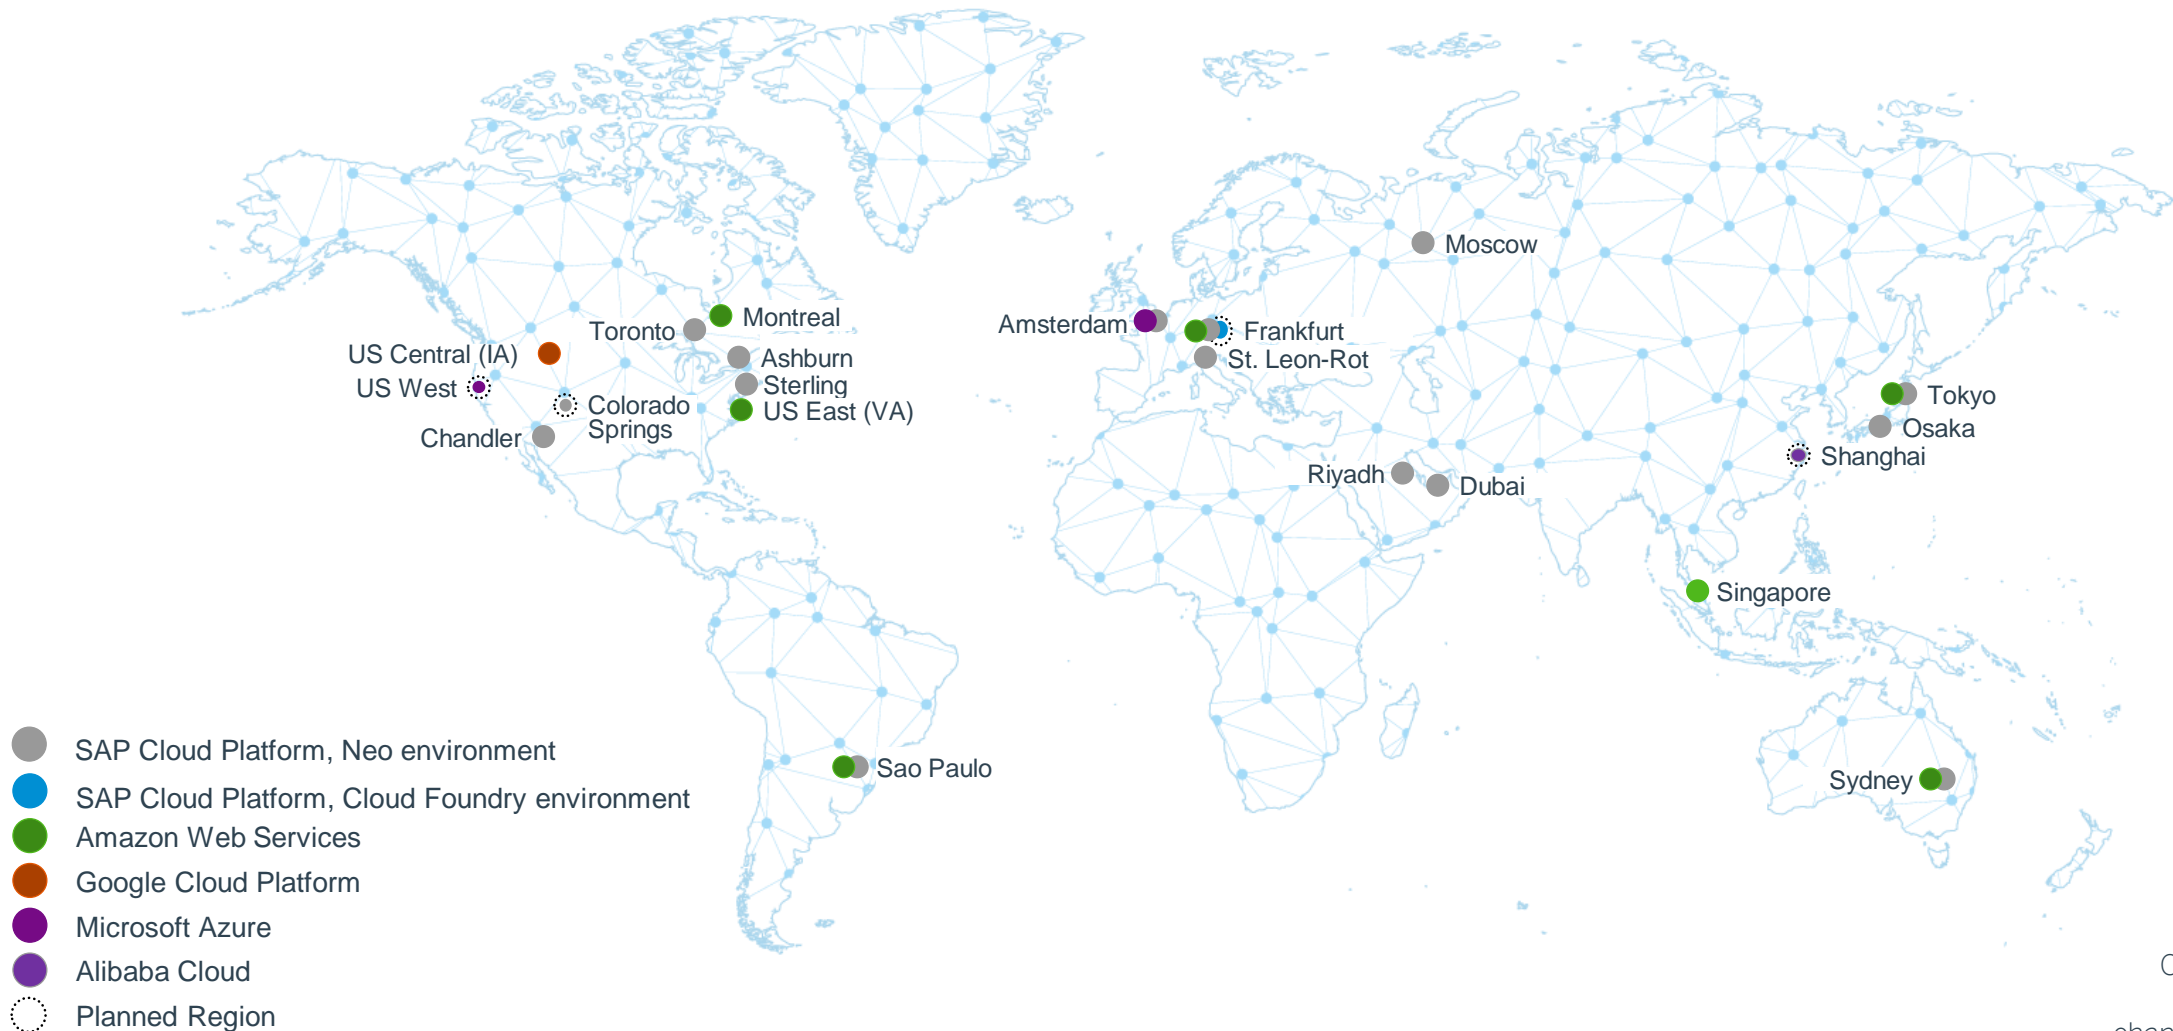 Moscow
Montreal
Toronto
Amsterdam
Frankfurt
US Central (IA)
Ashburn
St. Leon-Rot
US West
Sterling
Colorado
Springs
US East (VA)
Tokyo
Chandler
Osaka
Shanghai
Riyadh
Dubai
Singapore
Sao Paulo
Sydney
SAP Cloud Platform, Neo environment
SAP Cloud Platform, Cloud Foundry environment
Amazon Web Services
Google Cloud Platform
Microsoft Azure
Alibaba Cloud
Planned Region